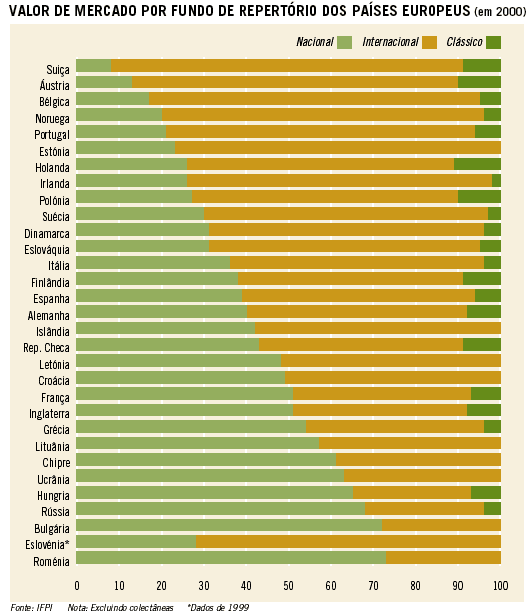 VALOR DE MERCADO POR FUNDO DE REPERTÓRIO DOS PAÍSES EUROPEUS (em 2000)
Nacional Internacional Clássico
Suiça
Áustria
Bélgica
Noruega
Portugal
Estónia
Holanda
Irlanda
Polónia
Suécia
Dinamarca
Eslováquia
Itália
Finlândia
Espanha
Alemanha
Islândia
Rep. Checa
Letónia
Croácia
França
Inglaterra
Grécia
Lituânia
Chipre
Ucrânia
Hungria
Rússia
Bulgária
Eslovénia*
Roménia
0 10 20 30 40 50 60 70 80 90 100
Fonte: IFPI Nota: Excluindo colectâneas *Dados de 1999